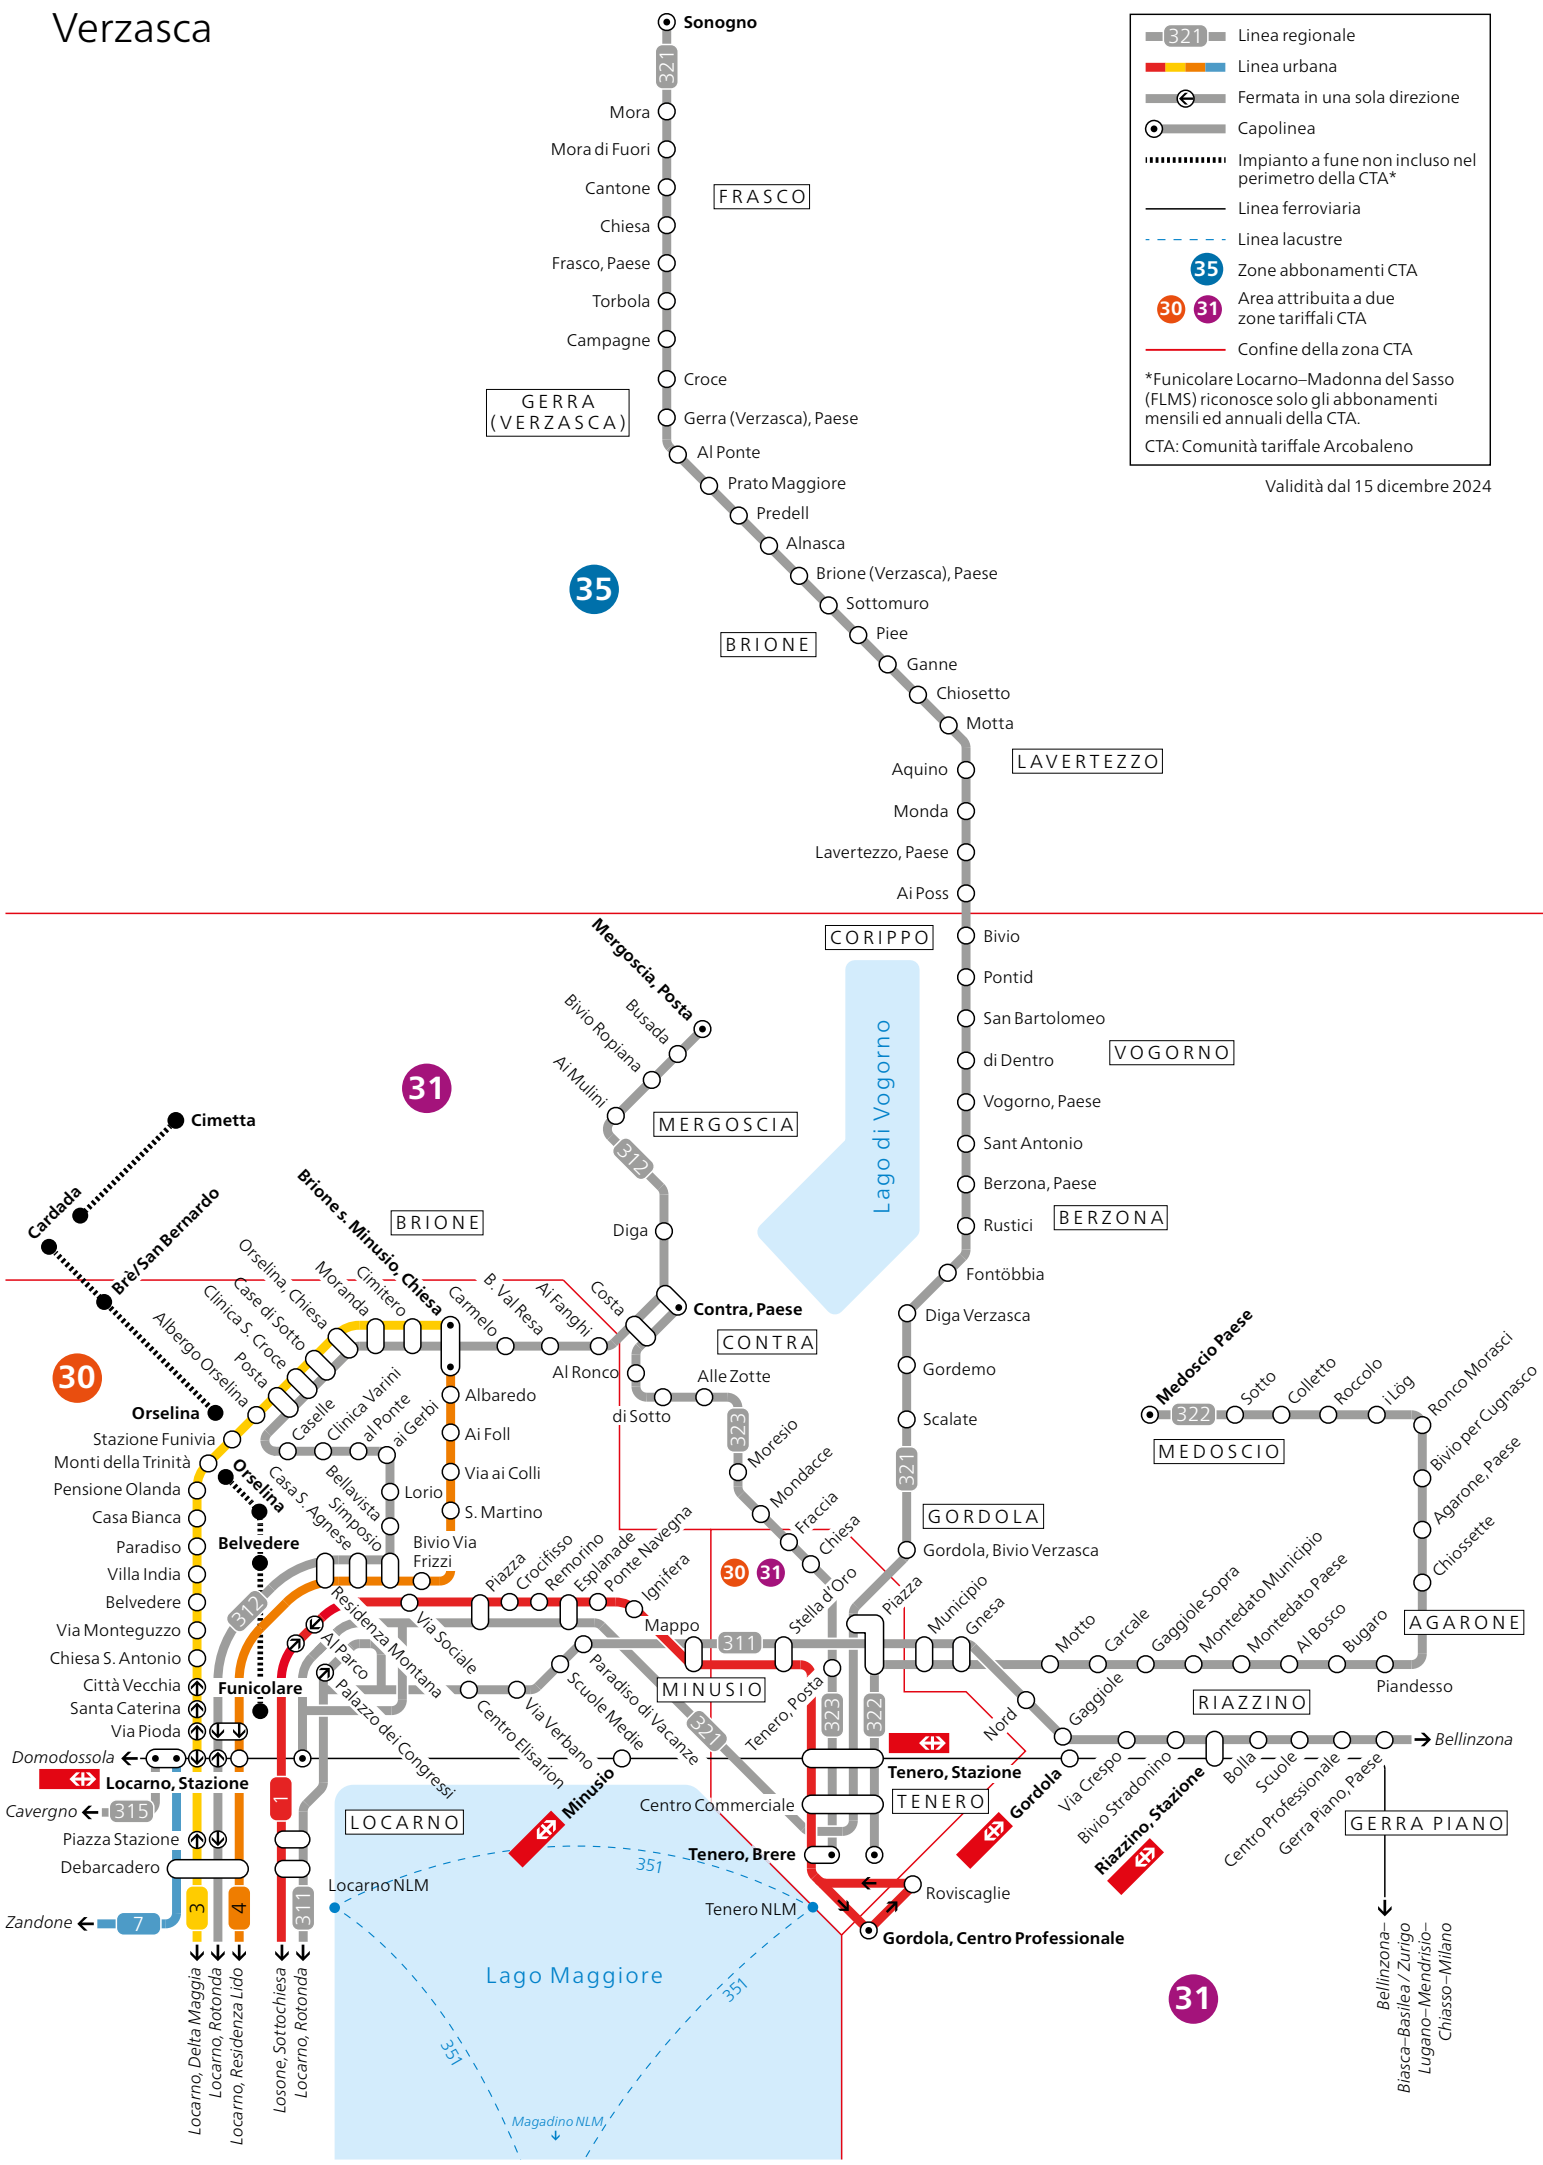 Verzasca
321
Linea regionale
Linea urbana
Fermata in una sola direzione
Capolinea
Impianto a fune non incluso nel
perimetro della CTA*
Linea ferroviaria
Linea lacustre
35
Zone abbonamenti CTA
30 31
Area attribuita a due
zone tariffali CTA
Confine della zona CTA
*Funicolare Locarno–Madonna del Sasso
(FLMS) riconosce solo gli abbonamenti
mensili ed annuali della CTA.
CTA: Comunità tariffale Arcobaleno
Validità dal 15 dicembre 2024
Sonogno
321
Mora
Mora di Fuori
Cantone
FRASCO
Chiesa
Frasco, Paese
Torbola
Campagne
Croce
GERRA
(VERZASCA)
Gerra (Verzasca), Paese
Al Ponte
Prato Maggiore
Predell
Alnasca
Brione (Verzasca), Paese
35
Sottomuro
Piee
BRIONE
Ganne
Chiosetto
Motta
LAVERTEZZO
Aquino
Monda
Lavertezzo, Paese
Ai Poss
CORIPPO
Bivio
Pontid
San Bartolomeo
di Dentro
VOGORNO
Vogorno, Paese
Sant Antonio
Berzona, Paese
Rustici
BERZONA
Fontöbbia
Diga Verzasca
Gordemo
Scalate
321
GORDOLA
Gordola, Bivio Verzasca
Lago di Vogorno
Mergoscia, Posta
Busada
Bivio Ropiana
Ai Mulini
MERGOSCIA
312
Diga
31
Cimetta
Cardada
Brè/San Bernardo
Orselina
30
BRIONE
Brione s. Minusio, Chiesa
Cimitero
Moranda
Orselina, Chiesa
Case di Sotto
Clinica S. Croce
Posta
Albergo Orselina
Stazione Funivia
Monti della Trinità
Pensione Olanda
Casa Bianca
Paradiso
Villa India
Belvedere
Via Monteguzzo
Chiesa S. Antonio
Città Vecchia
Santa Caterina
Via Pioda
Carmelo
B. Val Resa
Ai Fanghi
Costa
Contra, Paese
CONTRA
Al Ronco
di Sotto
Alle Zotte
323
Moresio
Mondacce
Fraccia
Chiesa
Stella d'Oro
Albaredo
Ai Foll
Via ai Colli
S. Martino
Bivio Via
Frizzi
Caselle
Clinica Varini
al Ponte
ai Gerbi
Lorio
Bellavista
Simposio
Casa S. Agnese
Orselina
Belvedere
Funicolare
312
Residenza Montana
Al Parco
Palazzo dei Congressi
Via Sociale
Piazza
Crocifisso
Remorino
Esplanade
Ponte Navegna
Ignifera
Mappo
30 31
311
MINUSIO
Centro Elisarion
Via Verbano
Scuole Medie
Paradiso di Vacanze
321
Tenero, Posta
323
322
Piazza
Municipio
Gnesa
Medoscio Paese
322
Sotto
Colletto
Roccolo
i Lög
Ronco Morasci
MEDOSCIO
Bivio per Cugnasco
Agarone, Paese
Chiossette
AGARONE
Piandesso
Motto
Carcale
Gaggiole Sopra
Montedato Municipio
Montedato Paese
Al Bosco
Bugaro
Nord
Gaggiole
RIAZZINO
Bellinzona
Via Crespo
Bivio Stradonino
Riazzino, Stazione
Bolla
Scuole
Centro Professionale
Gerra Piano, Paese
GERRA PIANO
Gordola
Tenero, Stazione
TENERO
Centro Commerciale
Tenero, Brere
Roviscaglie
Gordola, Centro Professionale
Domodossola
Locarno, Stazione
Cavergno
315
Piazza Stazione
Debarcadero
Zandone
7
3
4
1
311
LOCARNO
Minusio
Locarno NLM
Tenero NLM
351
351
351
Lago Maggiore
Magadino NLM
31
Locarno, Delta Maggia
Locarno, Rotonda
Locarno, Residenza Lido
Losone, Sottochiesa
Locarno, Rotonda
Bellinzona–
Biasca–Basilea / Zurigo
Lugano–Mendrisio–
Chiasso–Milano